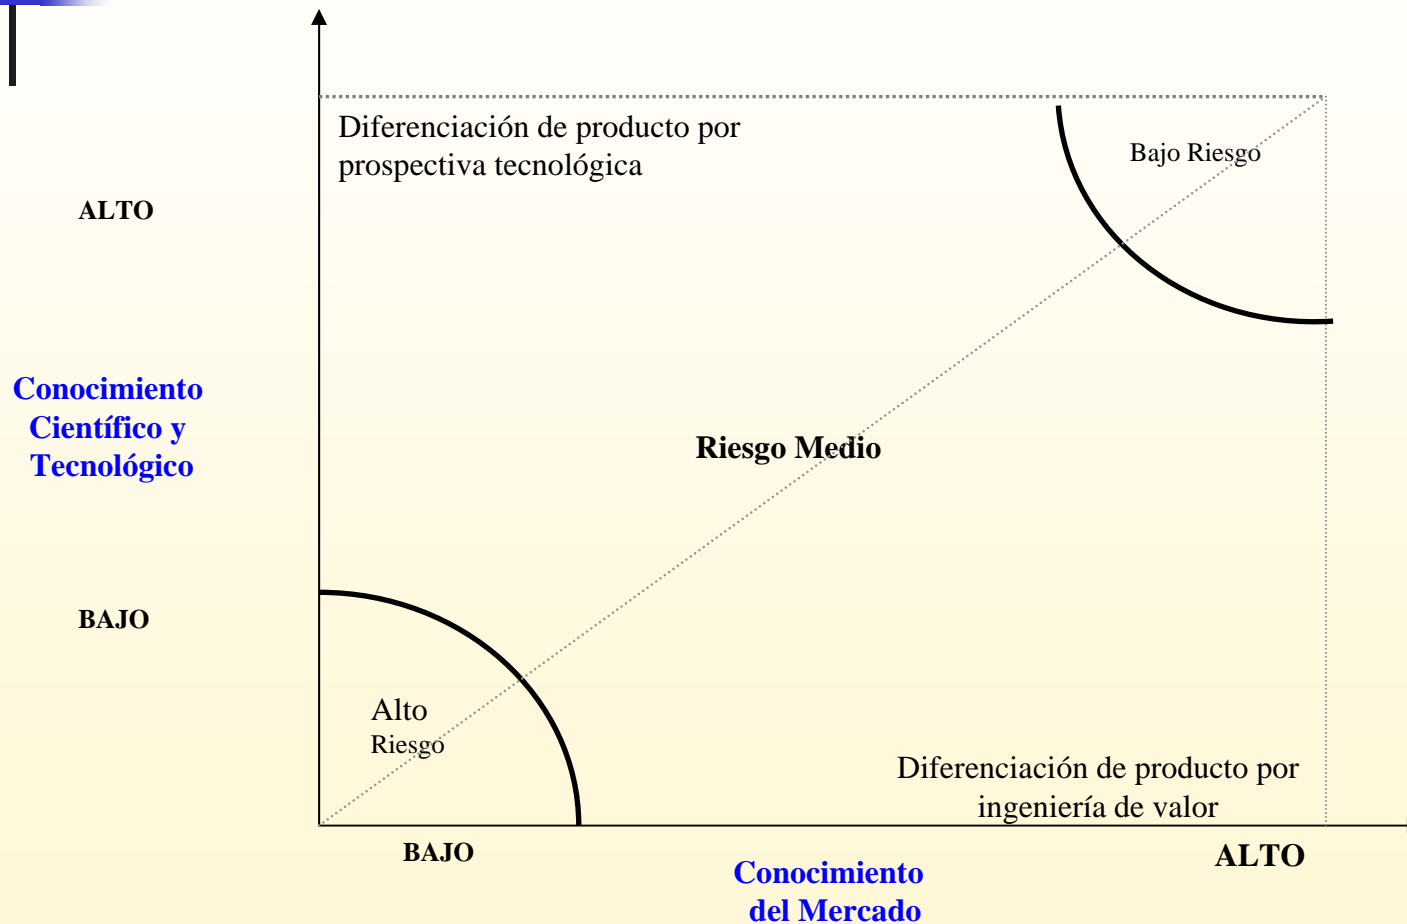 Diferenciación de producto por
prospectiva tecnológica
Bajo Riesgo
ALTO
Conocimiento
Científico y
Tecnológico
Riesgo Medio
BAJO
Alto
Riesgo
Diferenciación de producto por
ingeniería de valor
BAJO
ALTO
Conocimiento
del Mercado